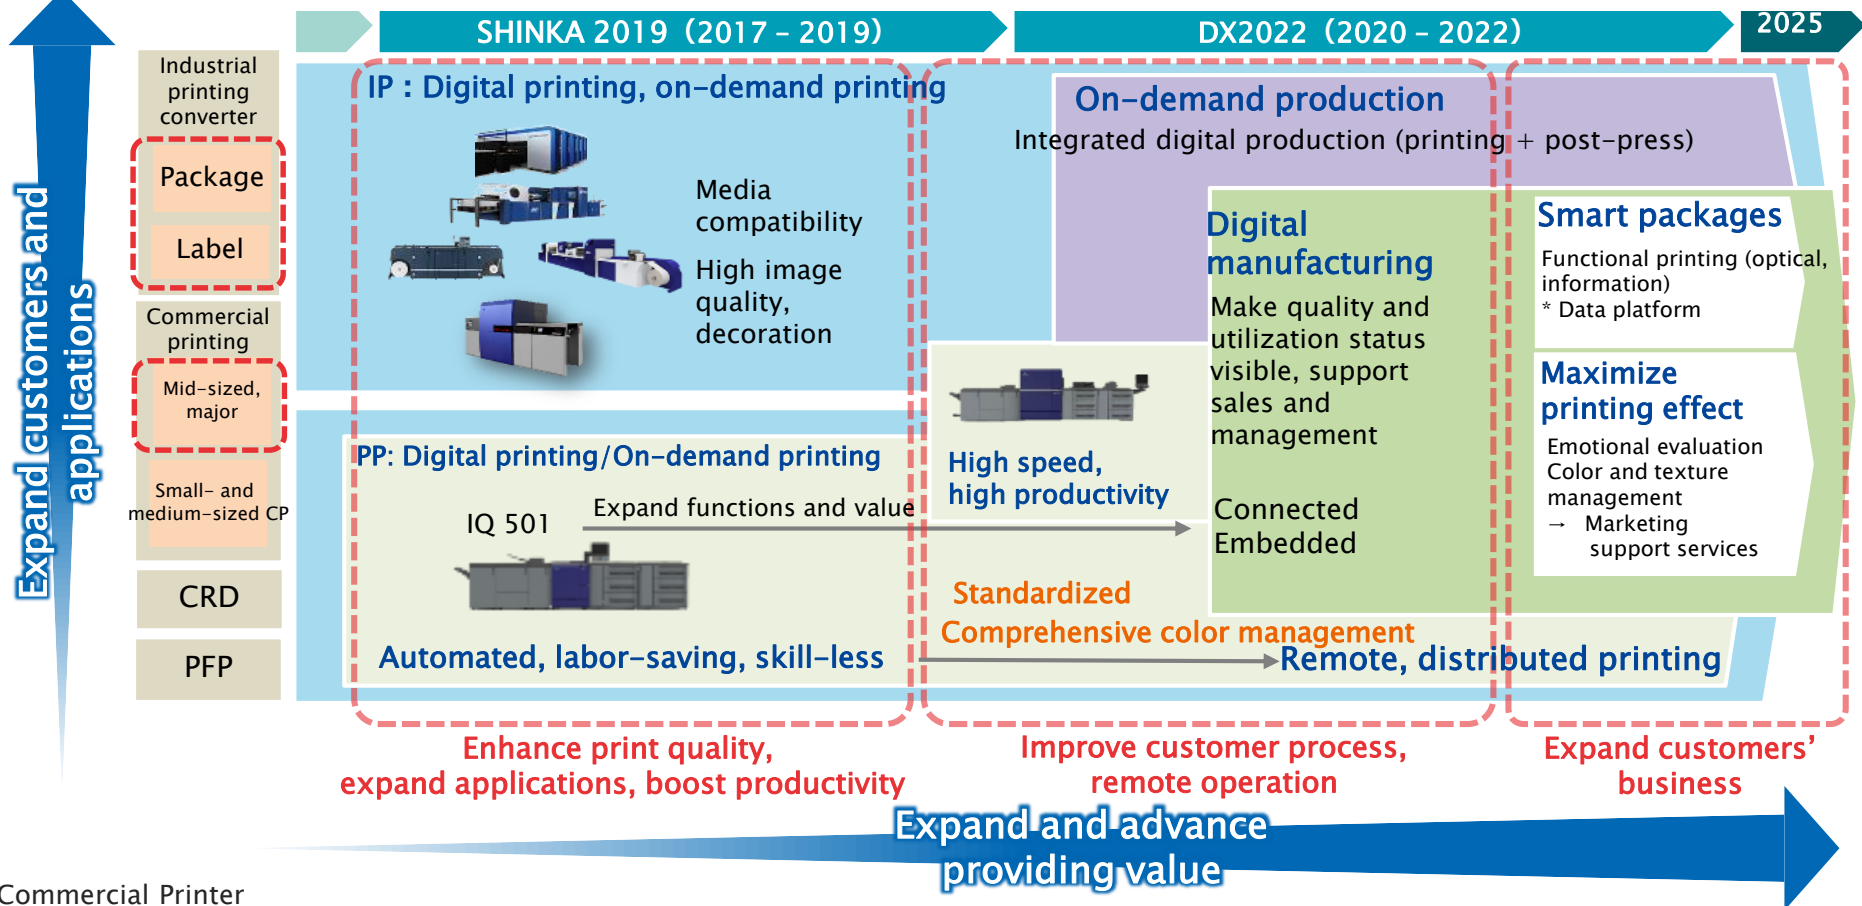 SHINKA 2019（2017 – 2019）
DX2022（2020 – 2022）
2025
Expand customers and
applications
Industrial
printing
converter
Package
Label
Commercial
printing
Mid-sized,
major
Small- and
medium-sized CP
CRD
PFP
IP : Digital printing, on-demand printing
Media
compatibility
High image
quality,
decoration
PP: Digital printing/On-demand printing
IQ 501
Expand functions and value
Automated, labor-saving, skill-less
On-demand production
Integrated digital production (printing + post-press)
High speed,
high productivity
Digital
manufacturing
Make quality and
utilization status
visible, support
sales and
management
Connected
Embedded
Standardized
Comprehensive color management
Remote, distributed printing
Smart packages
Functional printing (optical,
information)
* Data platform
Maximize
printing effect
Emotional evaluation
Color and texture
management
→ Marketing
support services
Enhance print quality,
expand applications, boost productivity
Improve customer process,
remote operation
Expand customers’
business
Expand and advance
providing value
Commercial Printer